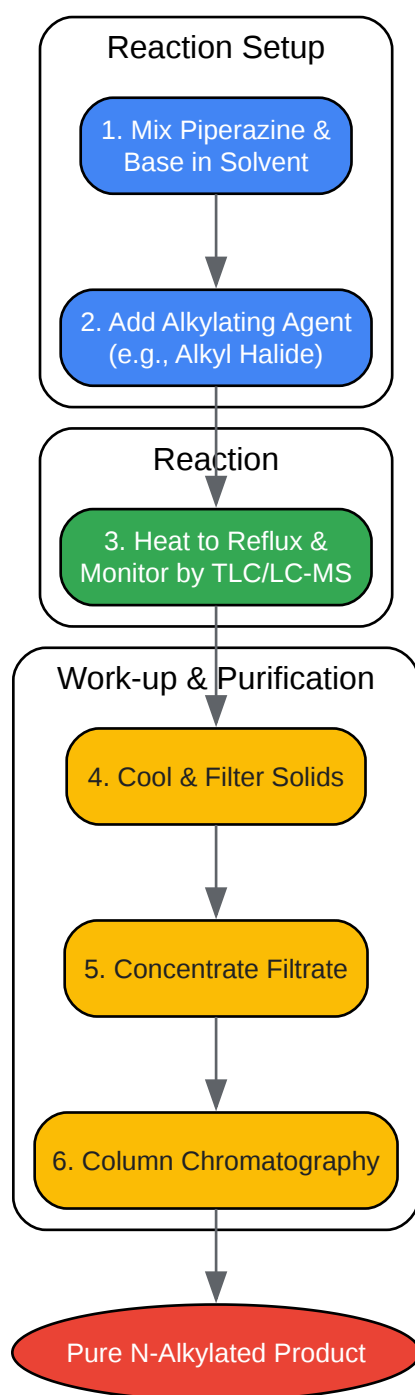 Reaction Setup
1. Mix Piperazine &
Base in Solvent
2. Add Alkylating Agent
(e.g., Alkyl Halide)
Reaction
3. Heat to Reflux &
Monitor by TLC/LC-MS
Work-up & Purification
4. Cool & Filter Solids
5. Concentrate Filtrate
6. Column Chromatography
Pure N-Alkylated Product